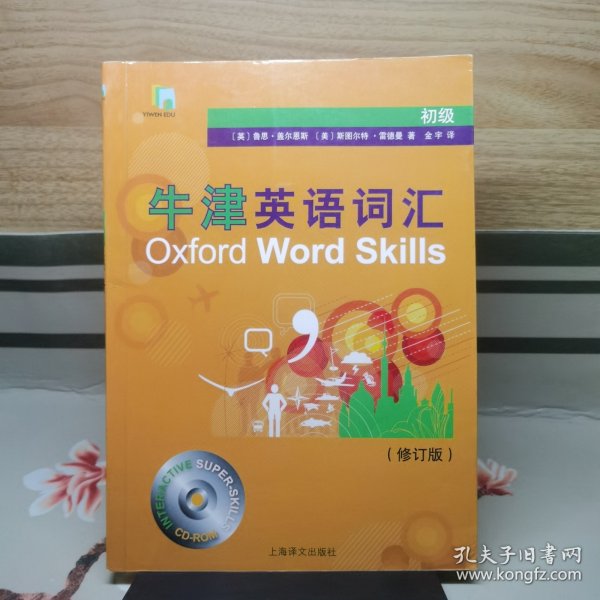 YIWEN EDU
初级
〔英〕鲁思·盖尔恩斯 〔美〕斯图尔特·雷德曼 著 金宇 译
牛津英语词汇
Oxford Word Skills
（修订版）
INTERACTIVE SUPER-SKILLS
CD-ROM
上海译文出版社
孔夫子旧书网
www.kongfz.com